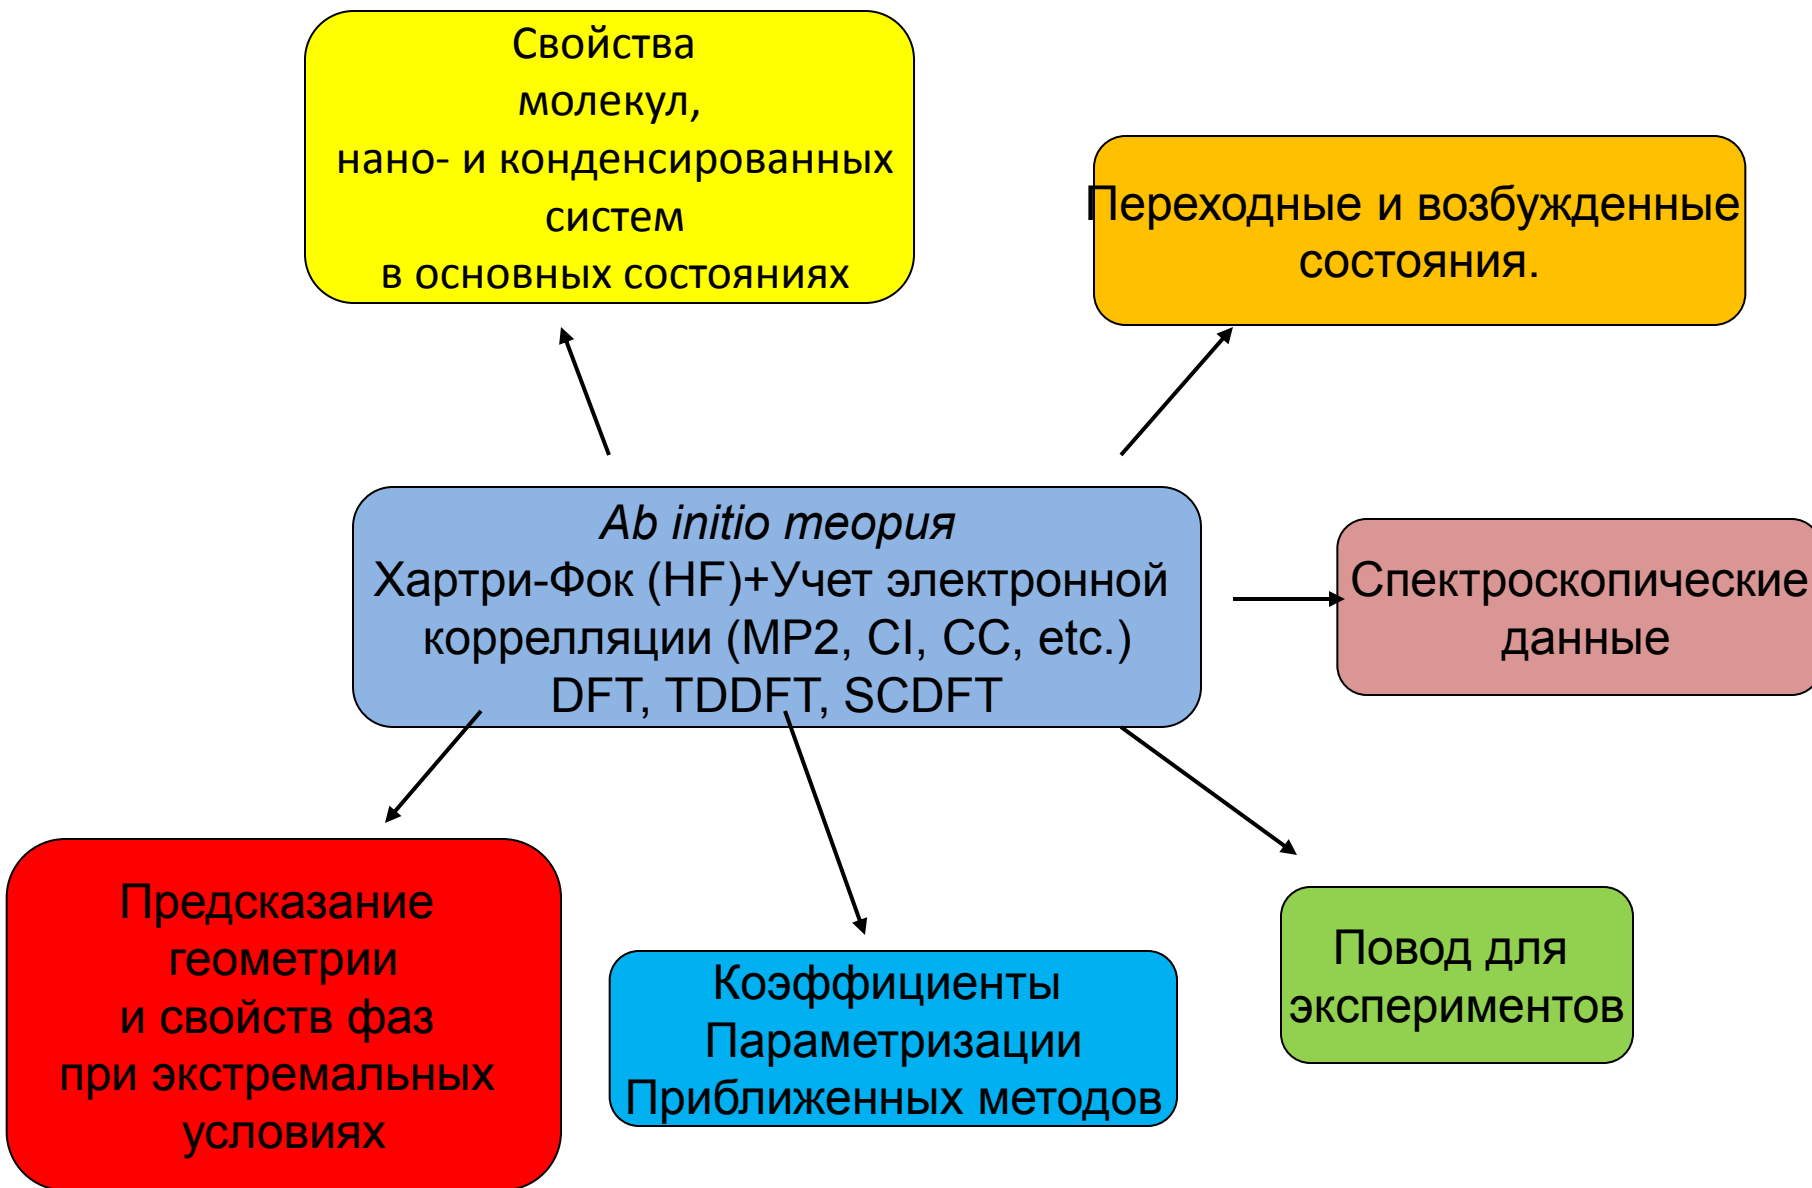 Свойства
молекул,
нано- и конденсированных
систем
в основных состояниях
Переходные и возбужденные
состояния.
Ab initio теория
Хартри-Фок (HF)+Учет электронной
корреляции (MP2, CI, CC, etc.)
DFT, TDDFT, SCDFT
Спектроскопические
данные
Предсказание
геометрии
и свойств фаз
при экстремальных
условиях
Коэффициенты
Параметризации
Приближенных методов
Повод для
экспериментов